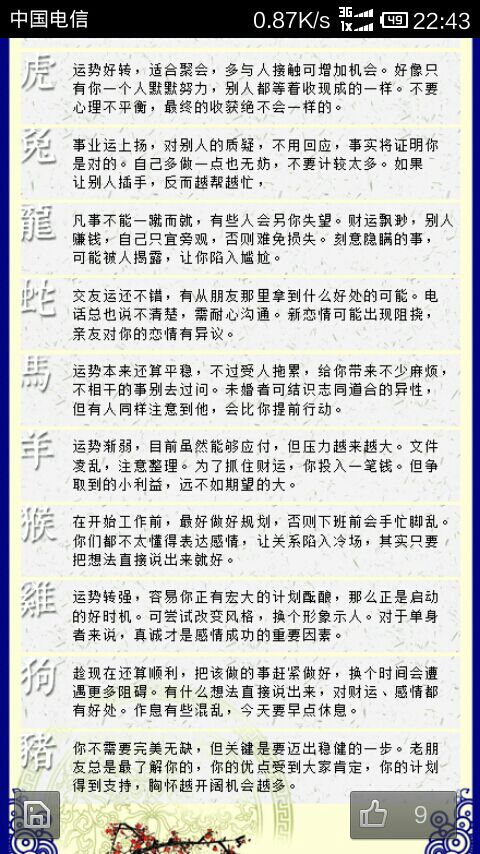 中国电信 0.87K/s 3G 1X 49 22:43
虎
运势好转，适合聚会，多与人接触可增加机会。好像只
有你一个人默默努力，别人都等着收现成的一样。不要
心理不平衡，最终的收获绝不会一样的。
兔
事业运上扬，对别人的质疑，不用回应，事实将证明你
是对的。自己多做一点也无妨，不要计较太多。如果
让别人插手，反而越帮越忙，
龍
凡事不能一蹴而就，有些人会另你失望。财运飘渺，别人
赚钱，自己只宜旁观，否则难免损失。刻意隐瞒的事，
可能被人揭露，让你陷入尴尬。
蛇
交友运还不错，有从朋友那里拿到什么好处的可能。电
话总也说不清楚，需耐心沟通。新恋情可能出现阻挠，
亲友对你的恋情有异议。
馬
运势本来还算平稳，不过受人拖累，给你带来不少麻烦，
不相干的事别去过问。未婚者可结识志同道合的异性，
但有人同样注意到他，会比你提前行动。
羊
运势渐弱，目前虽然能够应付，但压力越来越大。文件
凌乱，注意整理。为了抓住财运，你投入一笔钱。但争
取到的小利益，远不如期望的大。
猴
在开始工作前，最好做好规划，否则下班前会手忙脚乱。
你们都不太懂得表达感情，让关系陷入冷场，其实只要
把想法直接说出来就好。
雞
运势转强，容易你正有宏大的计划酝酿，那么正是启动
的好时机。可尝试改变风格，换个形象示人。对于单身
者来说，真诚才是感情成功的重要因素。
狗
趁现在还算顺利，把该做的事赶紧做好，换个时间会遭
遇更多阻碍。有什么想法直接说出来，对财运、感情都
有好处。作息有些混乱，今天要早点休息。
豬
你不需要完美无缺，但关键是要迈出稳健的一步。老朋
友总是最了解你的，你的优点受到大家肯定，你的计划
得到支持，胸怀越开阔机会越多。
9